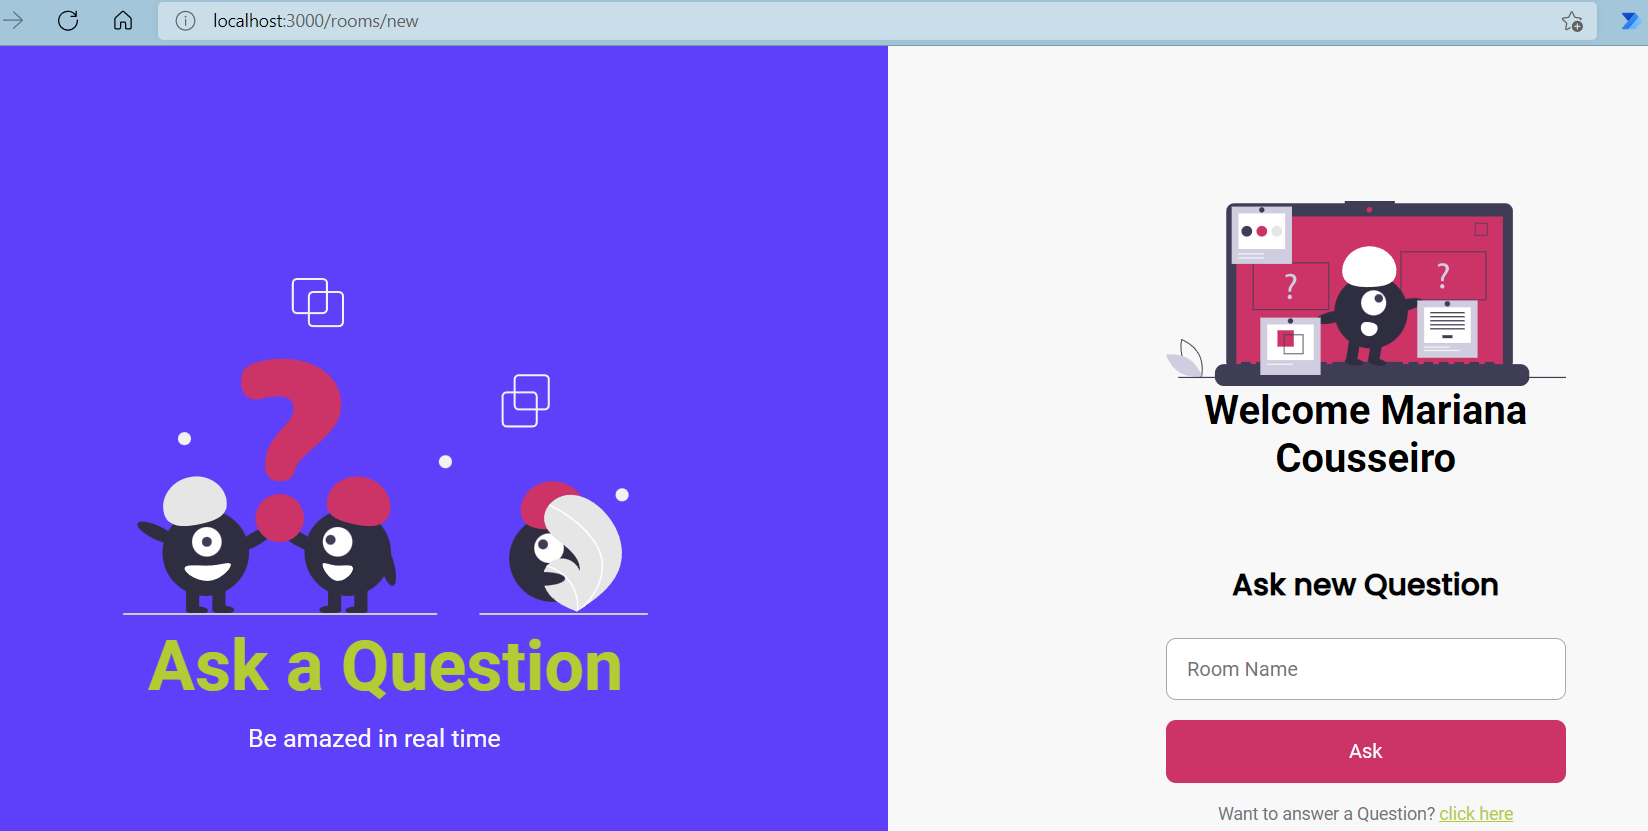 localhost:3000/rooms/new
?
Ask a Question
Be amazed in real time
? ?
Welcome Mariana
Cousseiro
Ask new Question
Room Name
Ask
Want to answer a Question? click here